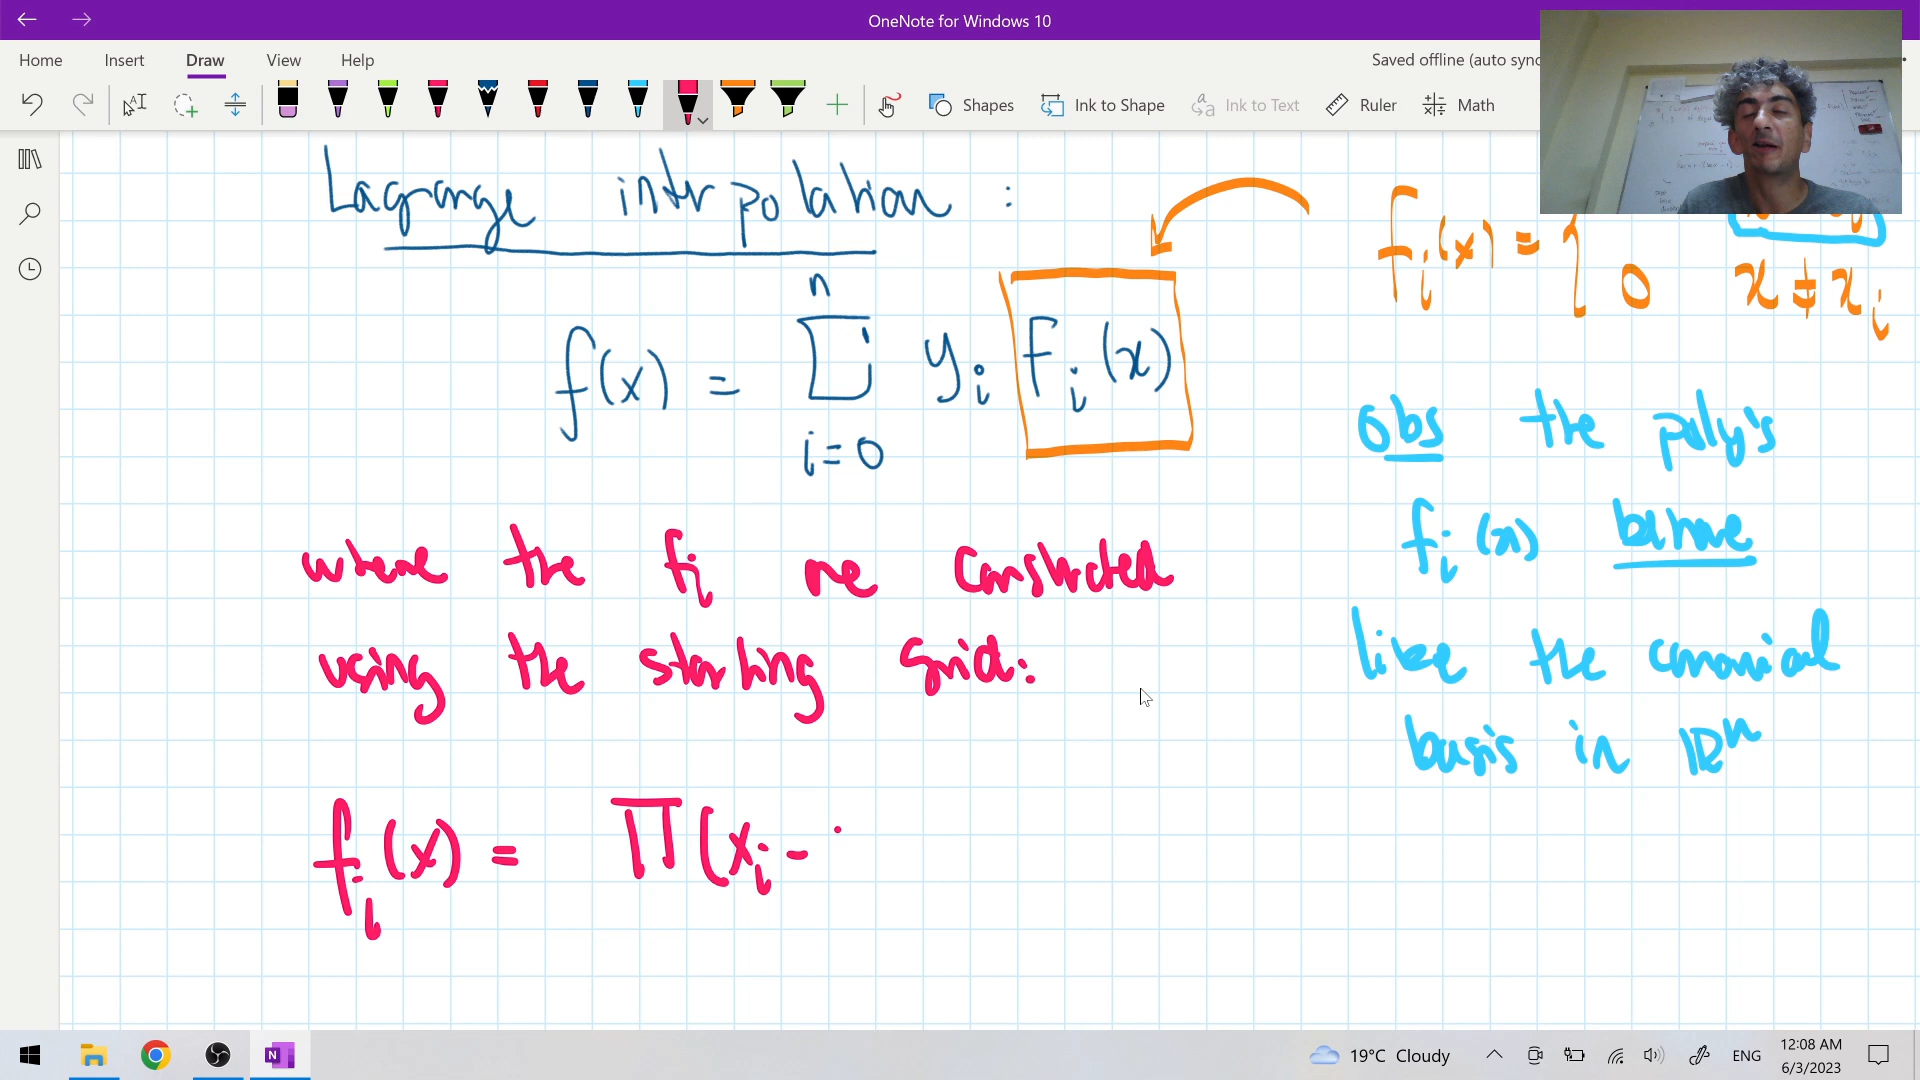 OneNote for Windows 10
Home Insert Draw View Help
Saved offline (auto sync
Shapes Ink to Shape Ink to Text Ruler Math
Lagrange interpolation :
f(x) = n ∑ i=0 yᵢ Fᵢ(x)
where the fᵢ are constructed
using the starting grid:
fᵢ(x) = ∏(xᵢ -
fᵢ(x) = { 0 x ≠ xᵢ
obs the poly's
fᵢ(x) behave
like the canonical
basis in ℝⁿ
19°C Cloudy
ENG
12:08 AM
6/3/2023